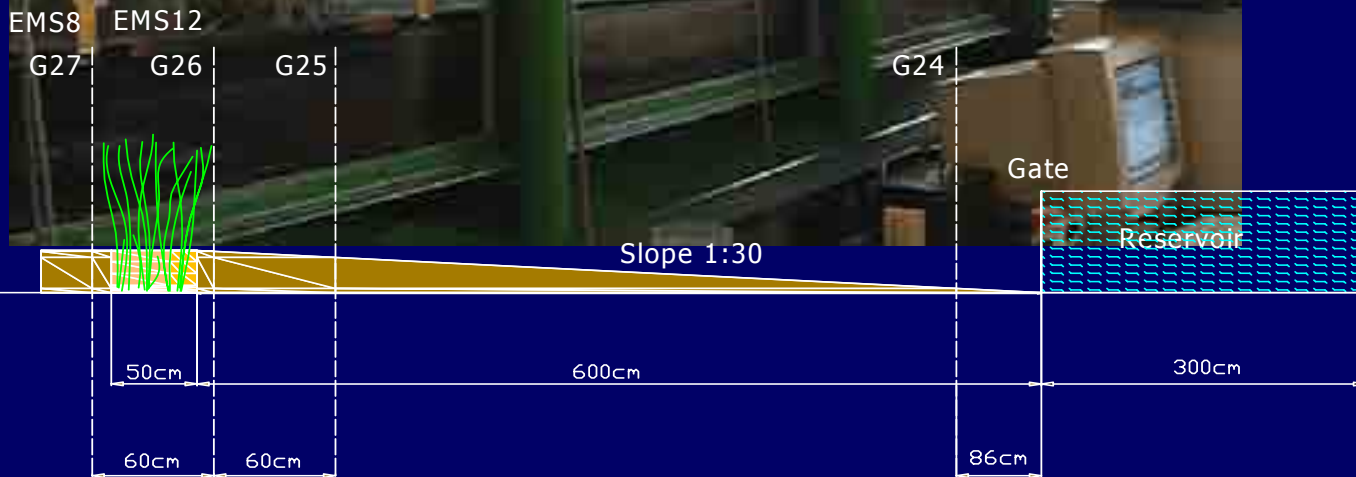 EMS8 EMS12
G27 G26 G25 G24
Gate
Reservoir
Slope 1:30
50cm 600cm 300cm
60cm 60cm 86cm